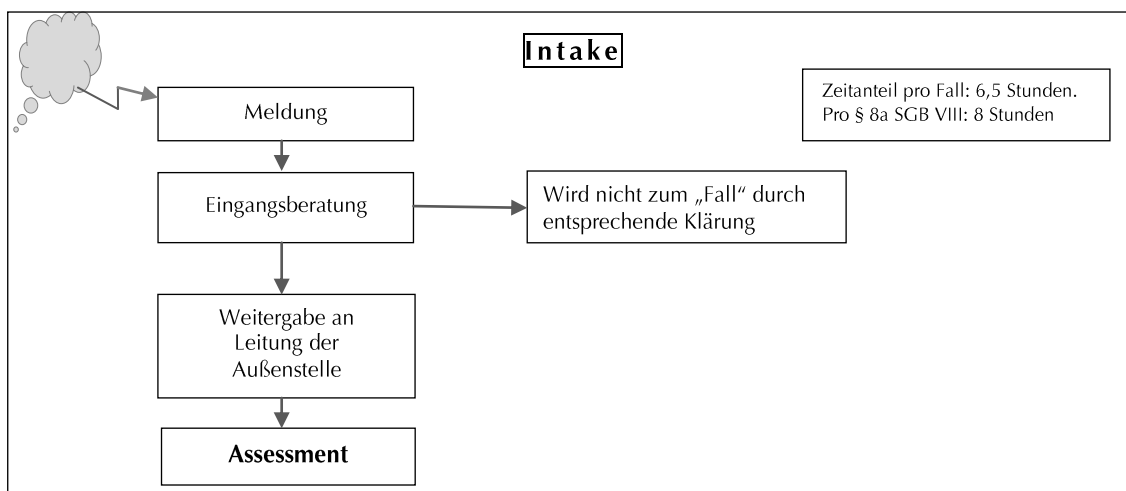 Intake
Zeitanteil pro Fall: 6,5 Stunden.
Pro § 8a SGB VIII: 8 Stunden
Meldung
Eingangsberatung
Wird nicht zum „Fall“ durch
entsprechende Klärung
Weitergabe an
Leitung der
Außenstelle
Assessment